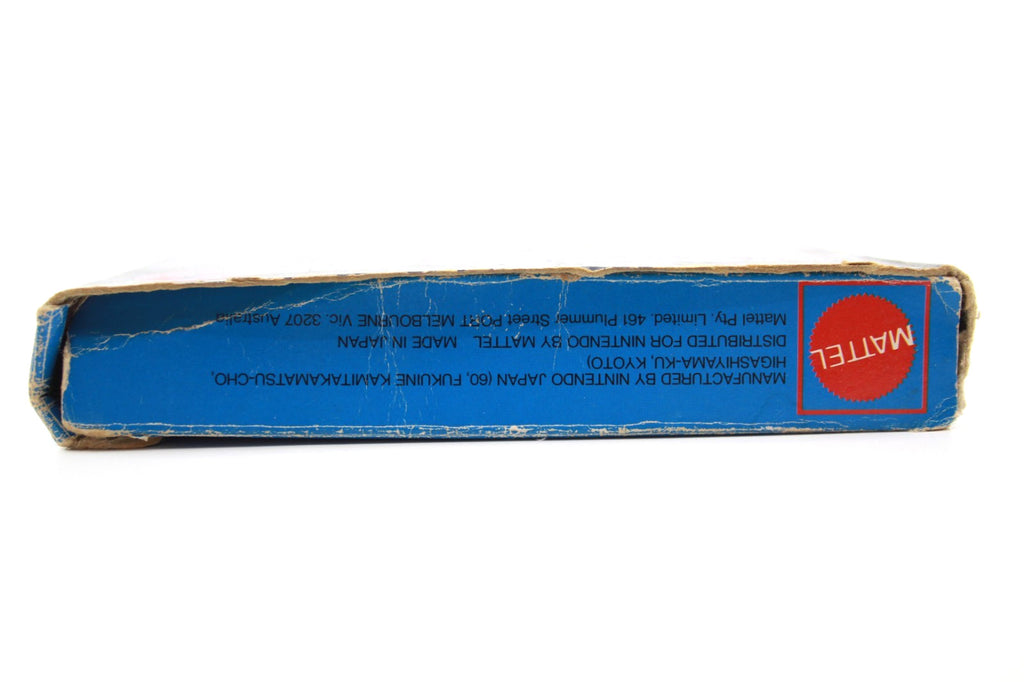 MATTEL
MANUFACTURED BY NINTENDO JAPAN (60, FUKUINE KAMITAKAMATSU-CHO,
HIGASHIYAMA-KU, KYOTO)
DISTRIBUTED FOR NINTENDO BY MATTEL MADE IN JAPAN
Mattel Pty. Limited. 461 Plummer Street PORT MELBOURNE Vic. 3207 Australia